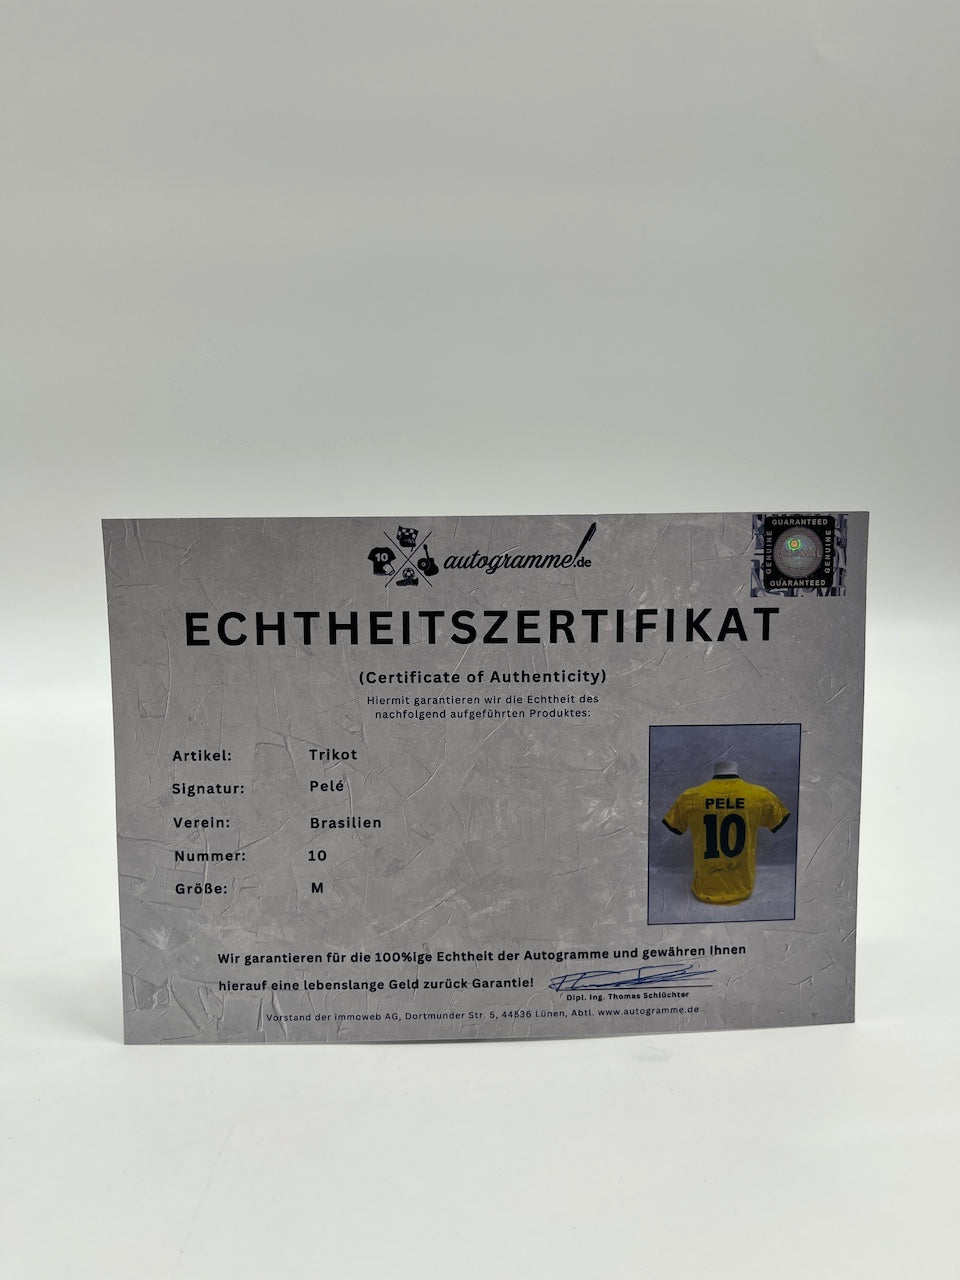 10
autogramme.de
GUARANTEED
GENUINE
ORIGINAL
GENUINE
GUARANTEED
ECHTHEITSZERTIFIKAT
(Certificate of Authenticity)
Hiermit garantieren wir die Echtheit des
nachfolgend aufgeführten Produktes:
Artikel: Trikot
Signatur: Pelé
Verein: Brasilien
Nummer: 10
Größe: M
PELE
10
Wir garantieren für die 100%ige Echtheit der Autogramme und gewähren Ihnen
hierauf eine lebenslange Geld zurück Garantie!
Dipl. Ing. Thomas Schlüchter
Vorstand der immoweb AG, Dortmunder Str. 5, 44536 Lünen, Abtl. www.autogramme.de